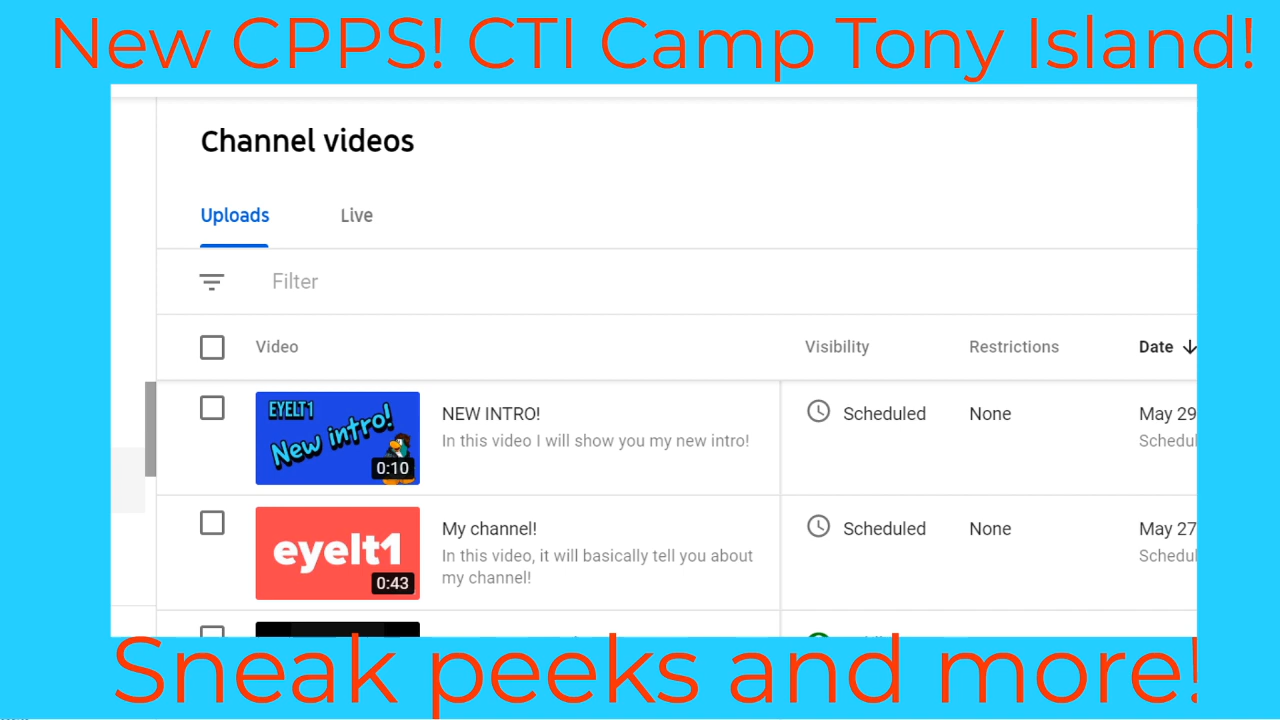 New CPPS! CTI Camp Tony Island!
Channel videos
Uploads Live
Filter
Video Visibility Restrictions Date
EYELT1
New intro!
0:10
NEW INTRO!
In this video I will show you my new intro!
Scheduled None May 29
Schedul
eyelt1
0:43
My channel!
In this video, it will basically tell you about
my channel!
Scheduled None May 27
Schedul
Sneak peeks and more!